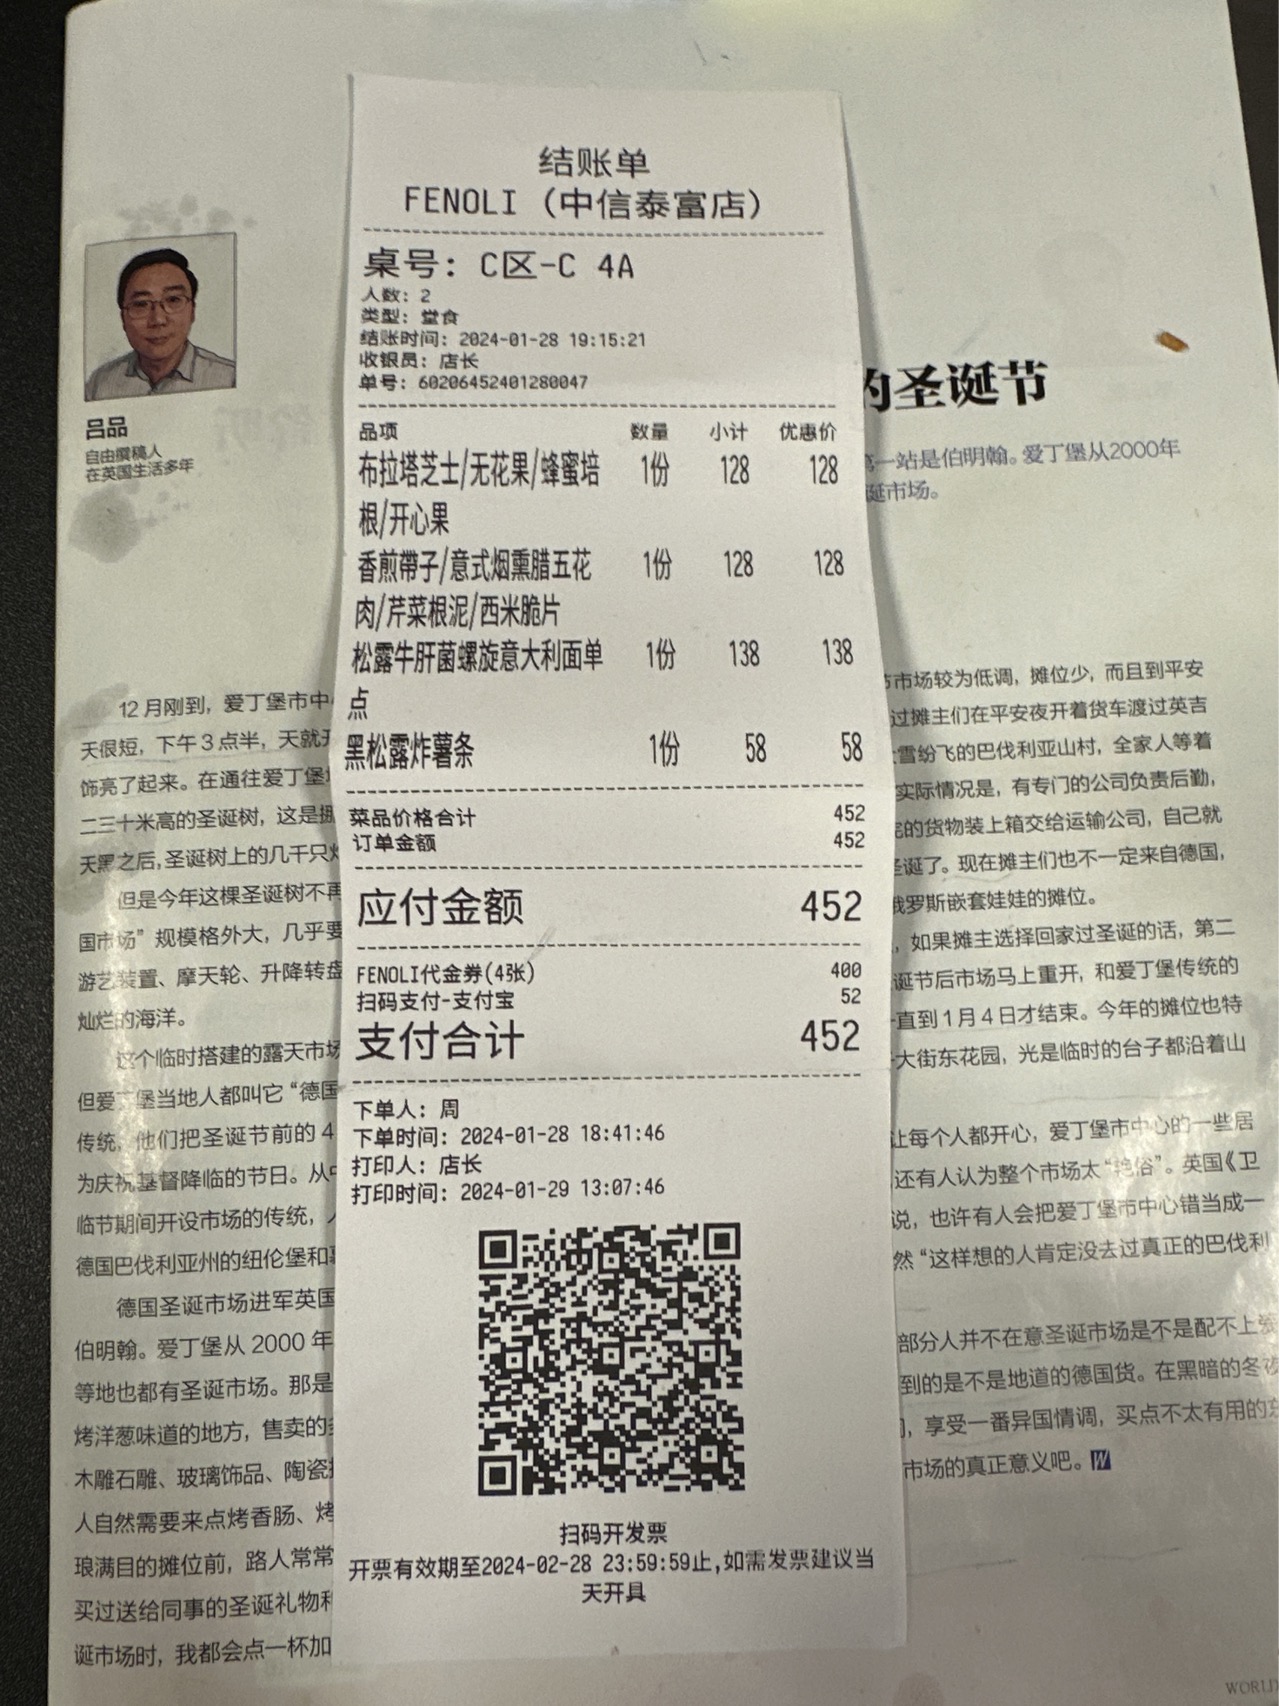 结账单
FENOLI（中信泰富店）
桌号：C区-C 4A
人数：2
类型：堂食
结账时间：2024-01-28 19:15:21
收银员：店长
单号：60206452401280047
品项 数量 小计 优惠价
布拉塔芝士/无花果/蜂蜜培 1份 128 128
根/开心果
香煎帶子/意式烟熏腊五花 1份 128 128
肉/芹菜根泥/西米脆片
松露牛肝菌螺旋意大利面单 1份 138 138
点
黑松露炸薯条 1份 58 58
菜品价格合计 452
订单金额 452
应付金额 452
FENOLI代金券(4张) 400
扫码支付-支付宝 52
支付合计 452
下单人：周
下单时间：2024-01-28 18:41:46
打印人：店长
打印时间：2024-01-29 13:07:46
扫码开发票
开票有效期至2024-02-28 23:59:59止,如需发票建议当
天开具
吕品
自由撰稿人
在英国生活多年
12月刚到，爱丁堡市中
天很短，下午3点半，天就
饰亮了起来。在通往爱丁堡
二三十米高的圣诞树，这是
天黑之后,圣诞树上的几千只
但是今年这棵圣诞树不再
国市场”规模格外大，几乎要
游艺装置、摩天轮、升降转盘
灿烂的海洋。
这个临时搭建的露天市场
但爱丁堡当地人都叫它“德国
传统，他们把圣诞节前的4
为庆祝基督降临的节日。从
临节期间开设市场的传统，
德国巴伐利亚州的纽伦堡和
德国圣诞市场进军英国
伯明翰。爱丁堡从2000年
等地也都有圣诞市场。那是
烤洋葱味道的地方，售卖的
木雕石雕、玻璃饰品、陶瓷
人自然需要来点烤香肠、烤
琅满目的摊位前，路人常常
买过送给同事的圣诞礼物和
诞市场时，我都会点一杯加
的圣诞节
第一站是伯明翰。爱丁堡从2000年
诞市场。
节市场较为低调，摊位少，而且到平安
过摊主们在平安夜开着货车渡过英吉
雪纷飞的巴伐利亚山村，全家人等着
实际情况是，有专门的公司负责后勤，
的货物装上箱交给运输公司，自己就
圣诞了。现在摊主们也不一定来自德国，
俄罗斯嵌套娃娃的摊位。
，如果摊主选择回家过圣诞的话，第二
诞节后市场马上重开，和爱丁堡传统的
一直到1月4日才结束。今年的摊位也特
大街东花园，光是临时的台子都沿着山
让每个人都开心，爱丁堡市中心的一些居
还有人认为整个市场太“艳俗”。英国《卫
说，也许有人会把爱丁堡市中心错当成一
然“这样想的人肯定没去过真正的巴伐利
部分人并不在意圣诞市场是不是配不上
到的是不是地道的德国货。在黑暗的冬夜
，享受一番异国情调，买点不太有用的东
市场的真正意义吧。